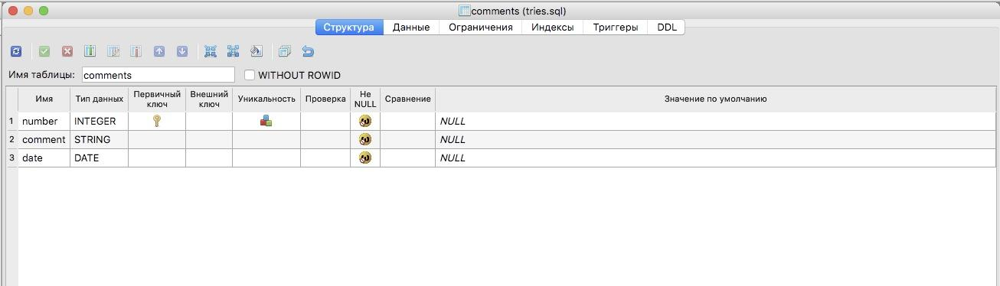 comments (tries.sql)
Структура Данные Ограничения Индексы Триггеры DDL
Имя таблицы: comments WITHOUT ROWID
Имя Тип данных Первичный ключ Внешний ключ Уникальность Проверка Не NULL Сравнение Значение по умолчанию
1 number INTEGER NULL
2 comment STRING NULL
3 date DATE NULL